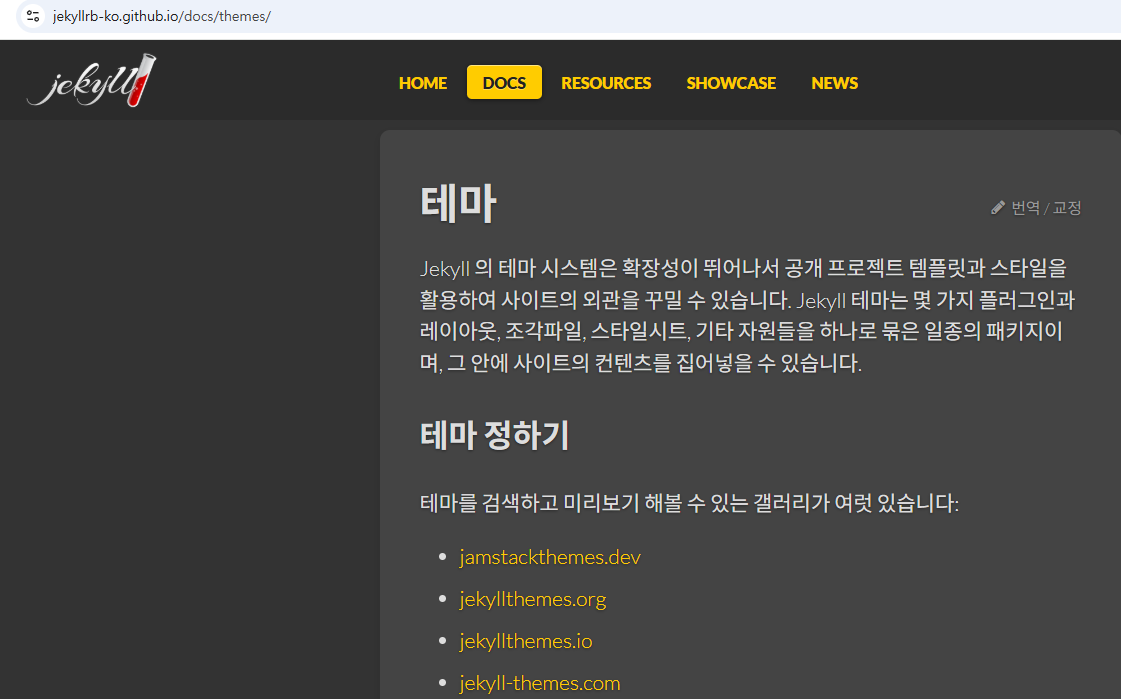 jekyllrb-ko.github.io/docs/themes/
jekyll
HOME DOCS RESOURCES SHOWCASE NEWS
테마
번역 / 교정
Jekyll 의 테마 시스템은 확장성이 뛰어나서 공개 프로젝트 템플릿과 스타일을
활용하여 사이트의 외관을 꾸밀 수 있습니다. Jekyll 테마는 몇 가지 플러그인과
레이아웃, 조각파일, 스타일시트, 기타 자원들을 하나로 묶은 일종의 패키지이
며, 그 안에 사이트의 컨텐츠를 집어넣을 수 있습니다.
테마 정하기
테마를 검색하고 미리보기 해볼 수 있는 갤러리가 여럿 있습니다:
jamstackthemes.dev
jekyllthemes.org
jekyllthemes.io
jekyll-themes.com